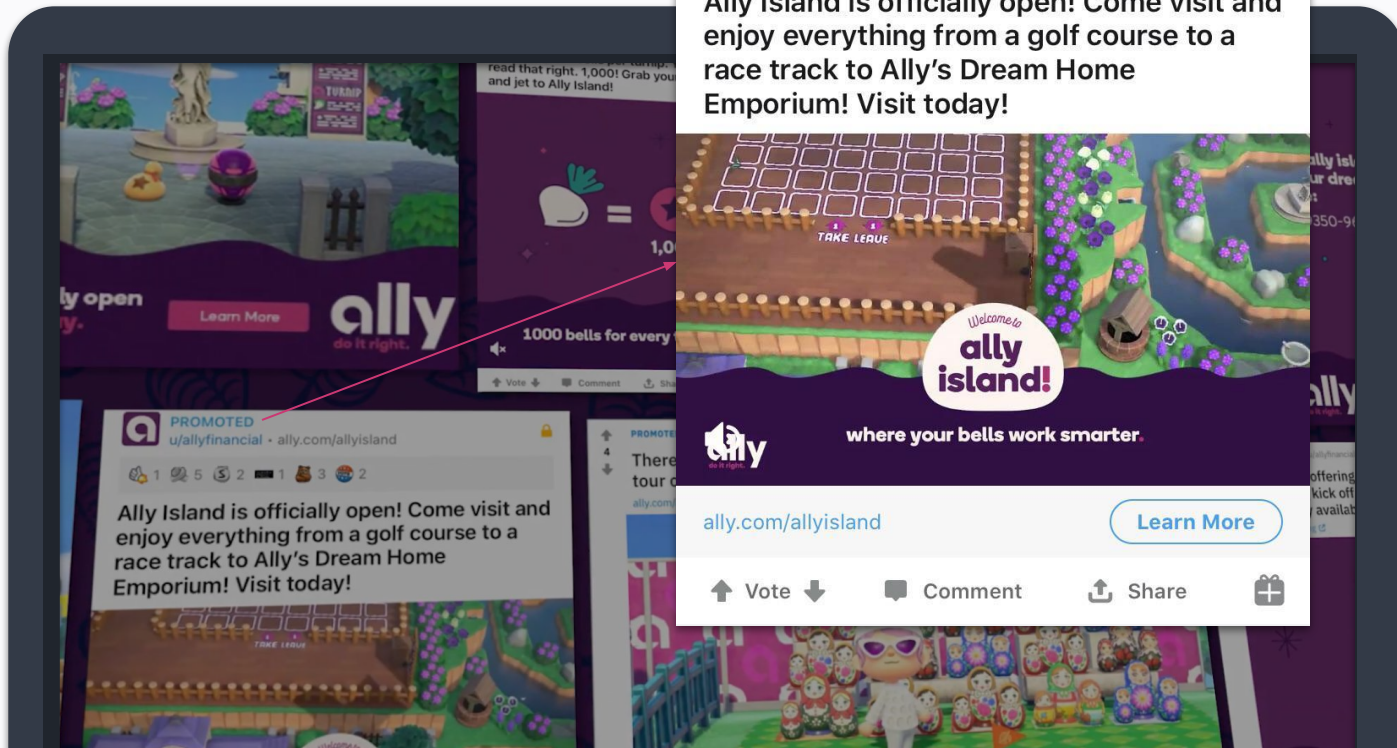 TURNIP
read that right. 1,000! Grab your
and jet to Ally Island!
1000 bells for every
Vote
Comment
Learn More
ally
do it right.
PROMOTED
u/allyfinancial • ally.com/allyisland
1 5 2 1 3 2
Ally Island is officially open! Come visit and
enjoy everything from a golf course to a
race track to Ally's Dream Home
Emporium! Visit today!
TAKE LEAVE
4
PROMOTED
There
tour
ally.com/
Ally Island is officially open! Come visit and
enjoy everything from a golf course to a
race track to Ally's Dream Home
Emporium! Visit today!
TAKE LEAVE
Welcome to
ally
island!
where your bells work smarter.
ally
do it right.
ally.com/allyisland
Learn More
Vote
Comment
Share
ally
offering
kick off